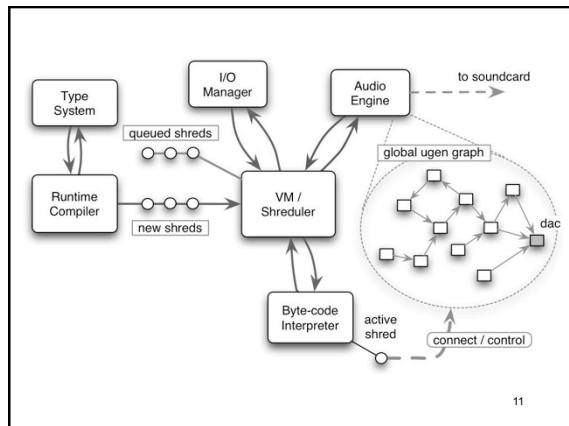 I/O
Manager
Audio
Engine
to soundcard
Type
System
queued shreds
global ugen graph
Runtime
Compiler
new shreds
VM /
Shreduler
dac
Byte-code
Interpreter
active
shred
connect / control
11